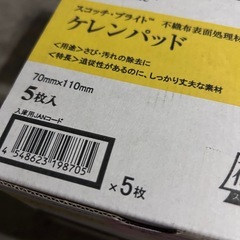 スコッチ・ブライト™ 不織布表面処理材
ケレンパッド
<用途>さび・汚れの除去に
<特長>追従性があるのに、しっかり丈夫な素材
70mm×110mm
5枚入
入庫用JANコード
4 548623 198705
×5枚